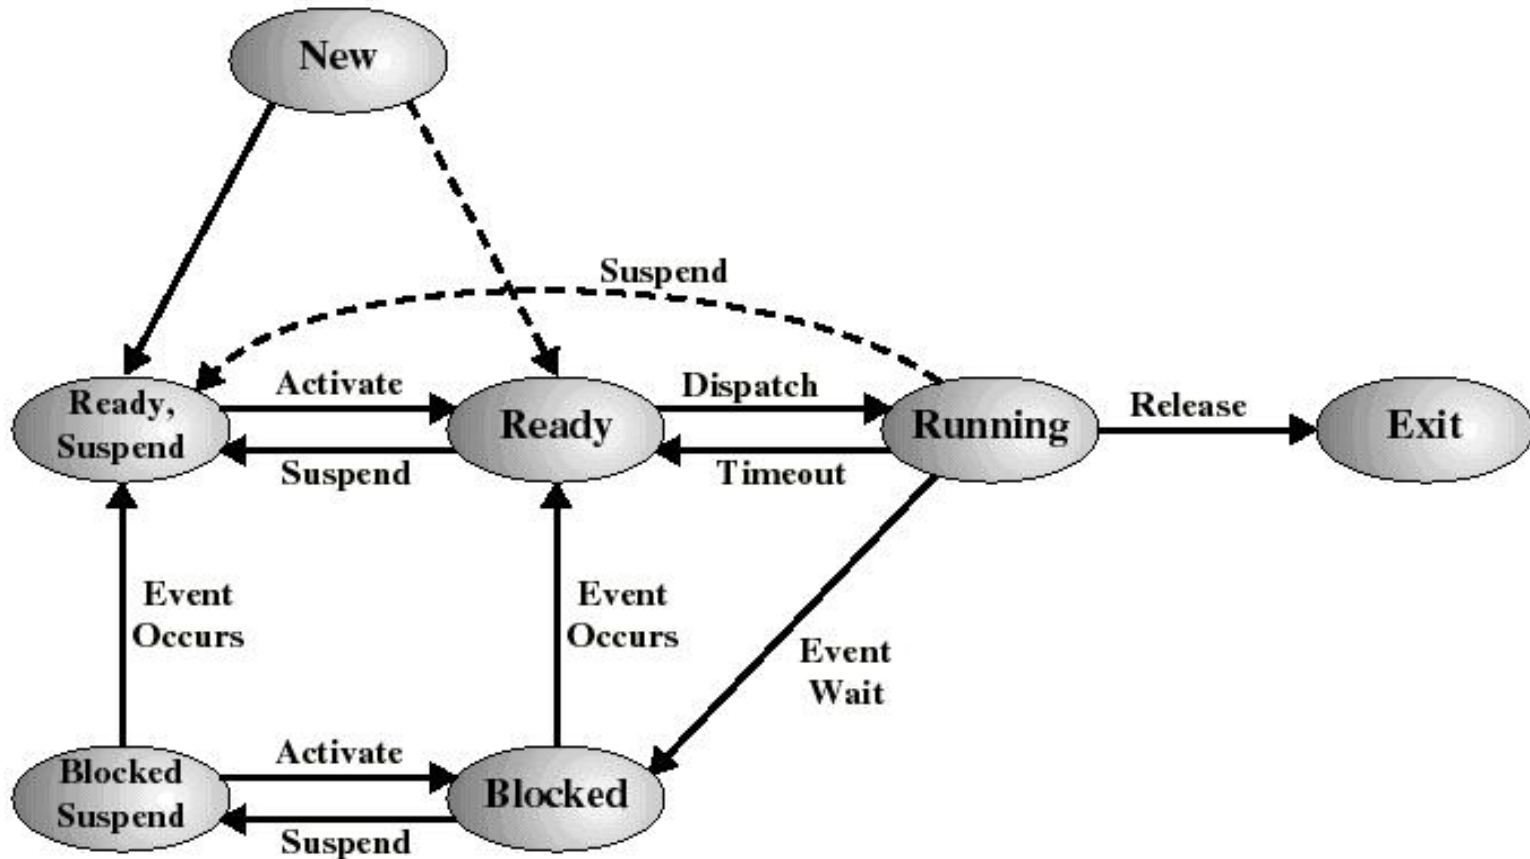 New
Suspend
Activate
Dispatch
Release
Ready,
Suspend
Ready
Running
Exit
Suspend
Timeout
Event
Occurs
Event
Occurs
Event
Wait
Activate
Blocked
Suspend
Blocked
Suspend